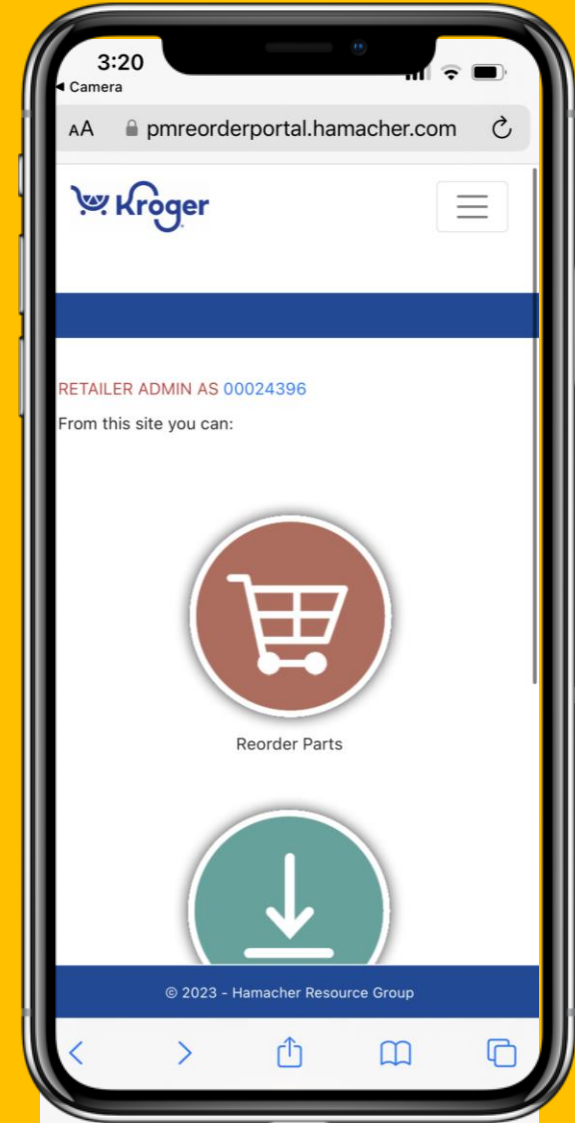 3:20
Camera
AA pmreorderportal.hamacher.com
Kroger
RETAILER ADMIN AS 00024396
From this site you can:
Reorder Parts
© 2023 - Hamacher Resource Group